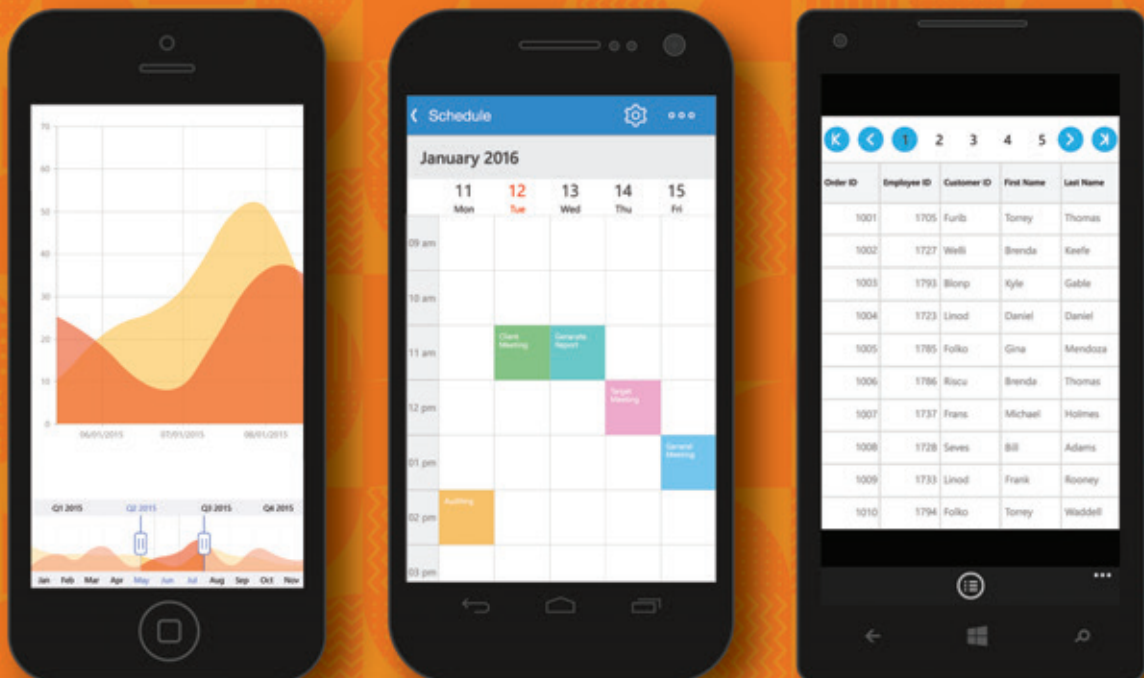 70
60
50
40
30
20
10
0
06/01/2015 07/01/2015 08/01/2015
Q1 2015 Q2 2015 Q3 2015 Q4 2015
Jan Feb Mar Apr May Jun Jul Aug Sep Oct Nov
Schedule
January 2016
11 12 13 14 15
Mon Tue Wed Thu Fri
09 am
10 am
Client
Meeting
Generate
Report
11 am
Target
Meeting
12 pm
General
Meeting
01 pm
Auditing
02 pm
03 pm
1 2 3 4 5
Order ID Employee ID Customer ID First Name Last Name
1001 1705 Furib Torrey Thomas
1002 1727 Welli Brenda Keefe
1003 1793 Blonp Kyle Gable
1004 1723 Linod Daniel Daniel
1005 1785 Folko Gina Mendoza
1006 1786 Riscu Brenda Thomas
1007 1737 Frans Michael Holmes
1008 1728 Seves Bill Adams
1009 1733 Linod Frank Rooney
1010 1794 Folko Torrey Waddell